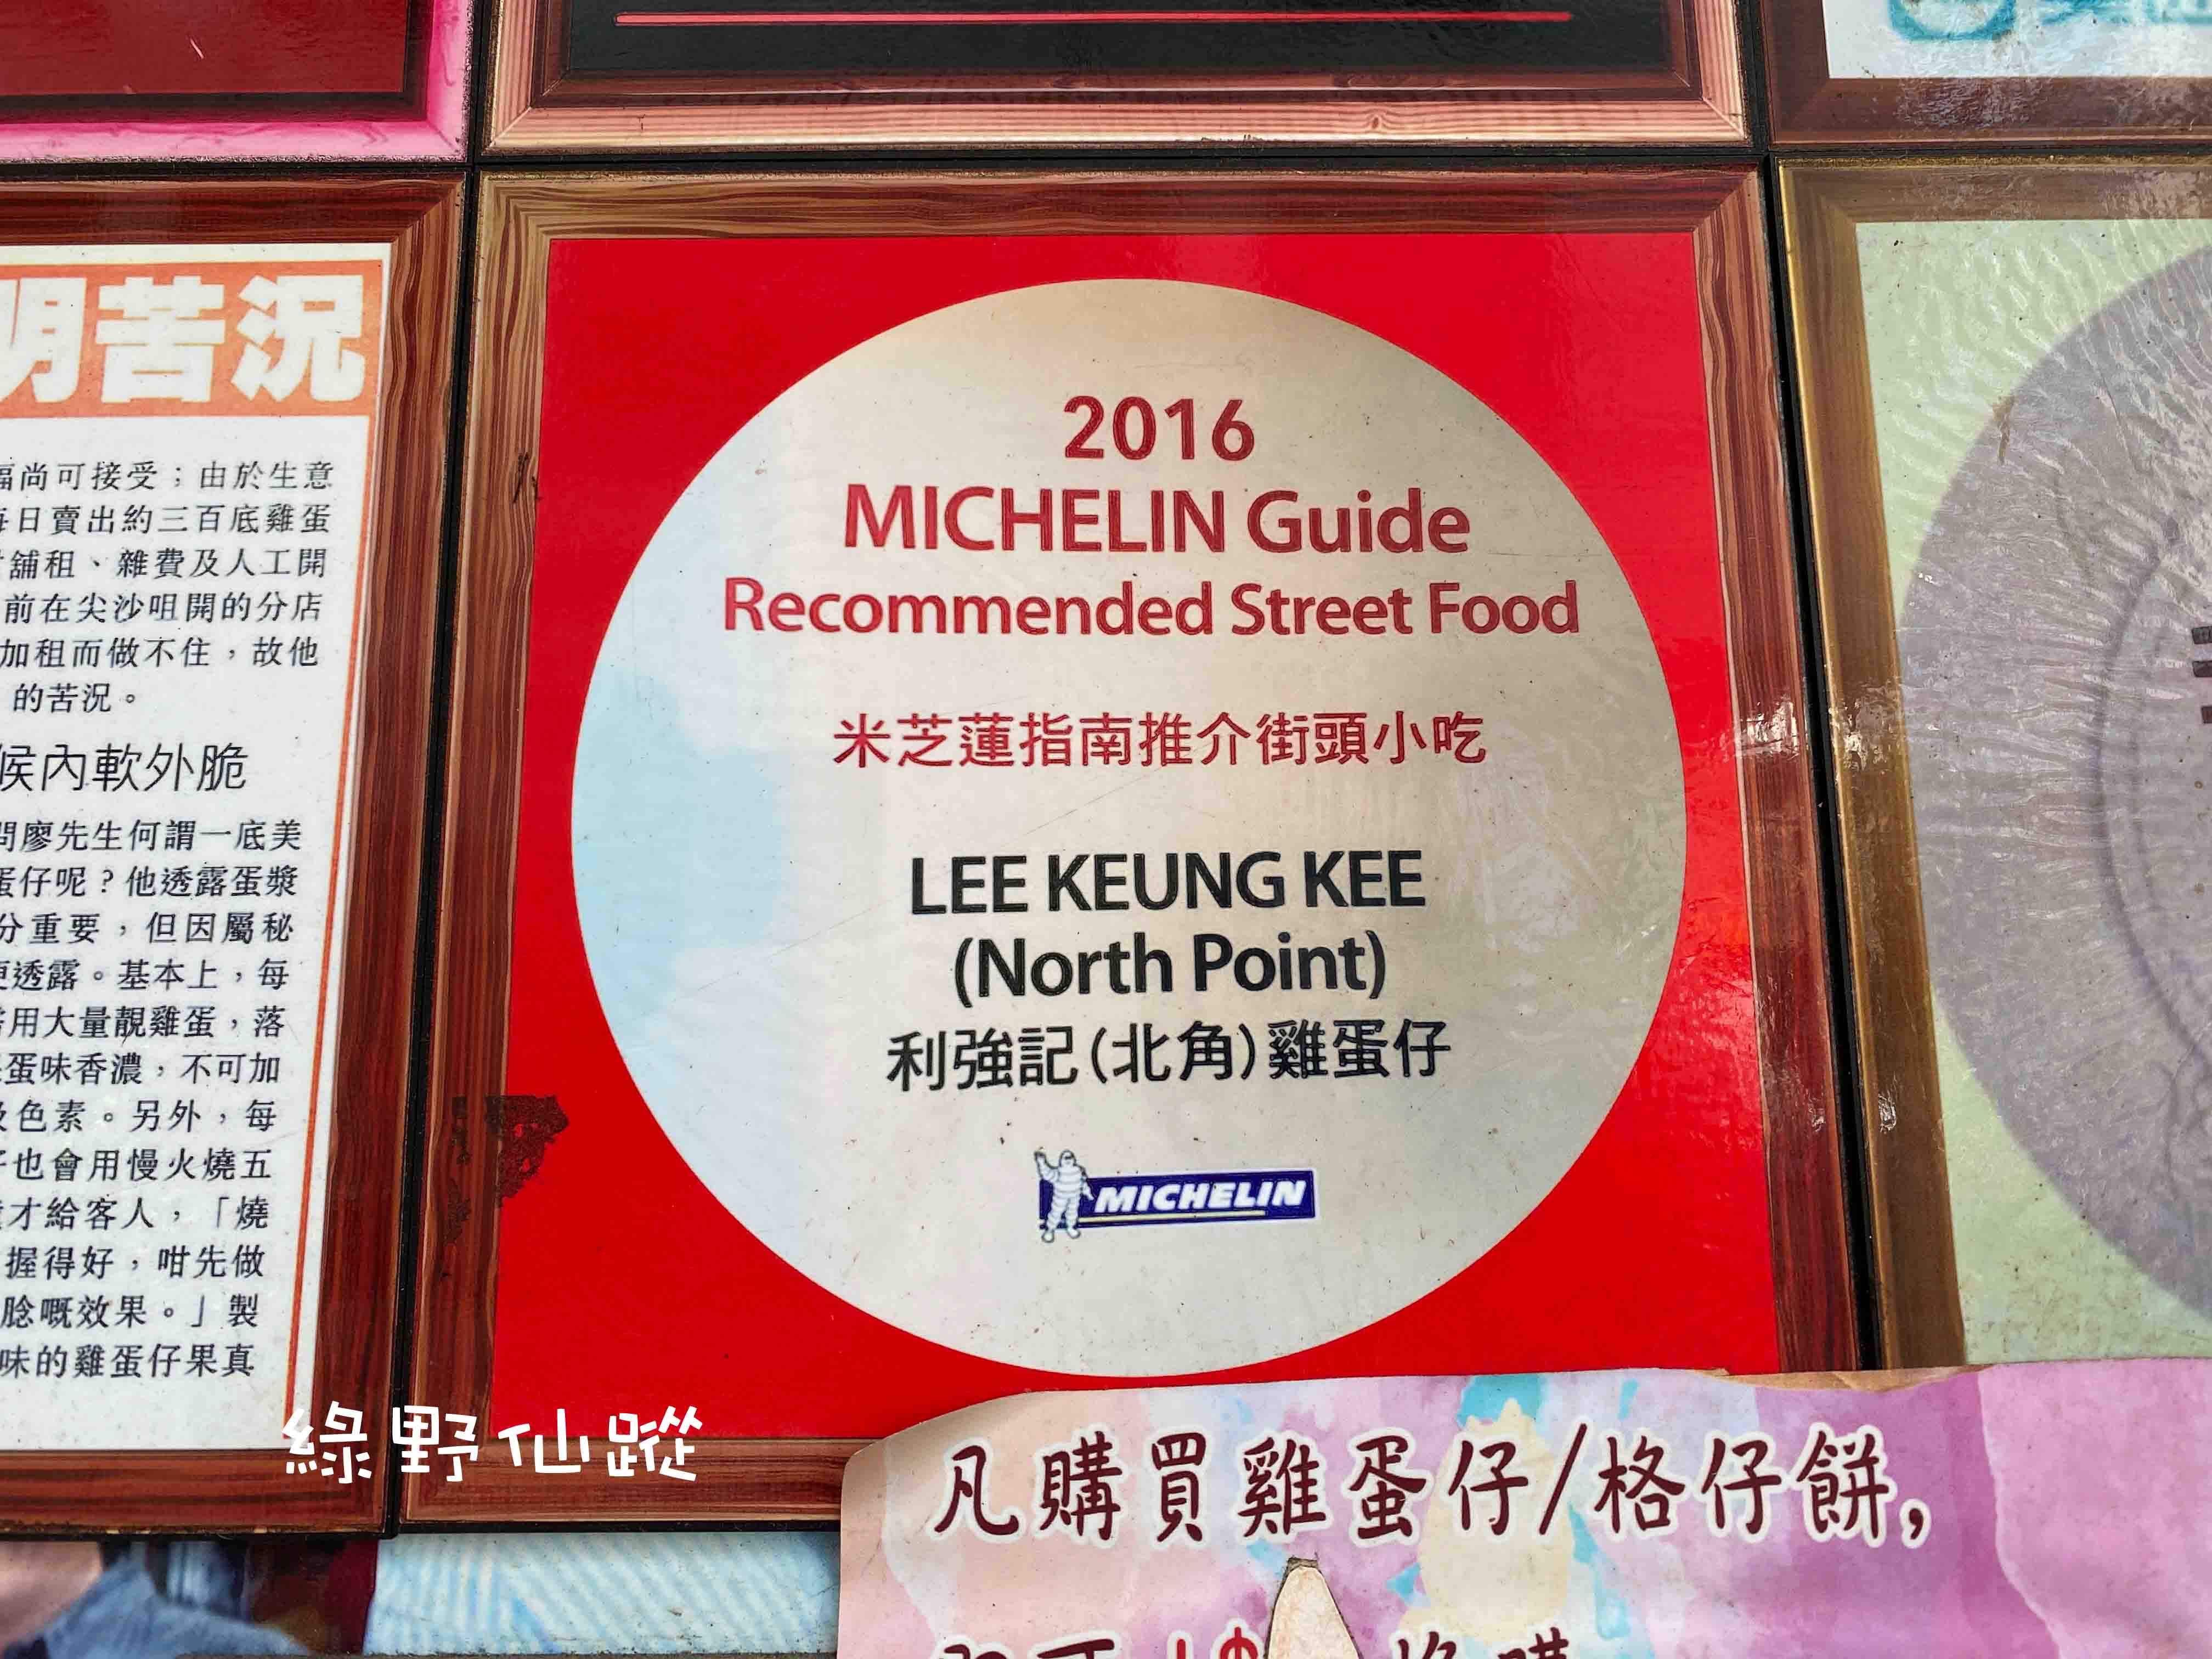 明苦況
尚可接受；由於生意
每日賣出約三百底雞蛋
舖租、雜費及人工開
前在尖沙咀開的分店
加租而做不住，故他
的苦況。
候內軟外脆
問廖先生何謂一底美
蛋仔呢？他透露蛋漿
分重要，但因屬秘
便透露。基本上，每
用大量靚雞蛋，落
蛋味香濃，不可加
色素。另外，每
也會用慢火燒五
才給客人，「燒
握得好，咁先做
脍嘅效果。」製
味的雞蛋仔果真
2016
MICHELIN Guide
Recommended Street Food
米芝蓮指南推介街頭小吃
LEE KEUNG KEE
(North Point)
利強記(北角)雞蛋仔
MICHELIN
綠野仙蹤
凡購買雞蛋仔/格仔餅,